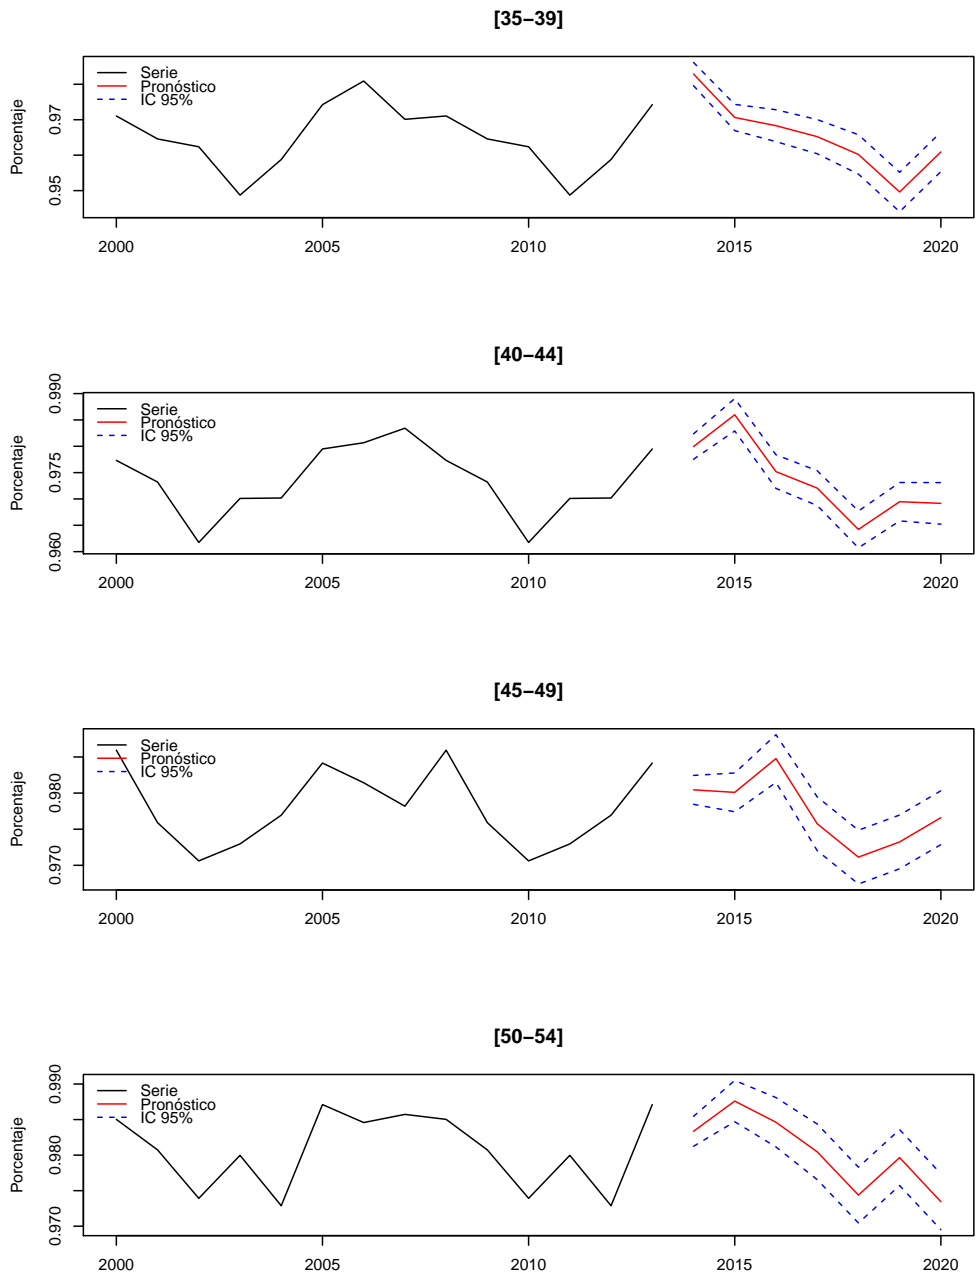 [35–39]
Serie
Pronóstico
IC 95%
Porcentaje
0.97
0.95
2000 2005 2010 2015 2020
[40–44]
Serie
Pronóstico
IC 95%
Porcentaje
0.990
0.975
0.960
2000 2005 2010 2015 2020
[45–49]
Serie
Pronóstico
IC 95%
Porcentaje
0.980
0.970
2000 2005 2010 2015 2020
[50–54]
Serie
Pronóstico
IC 95%
Porcentaje
0.990
0.980
0.970
2000 2005 2010 2015 2020